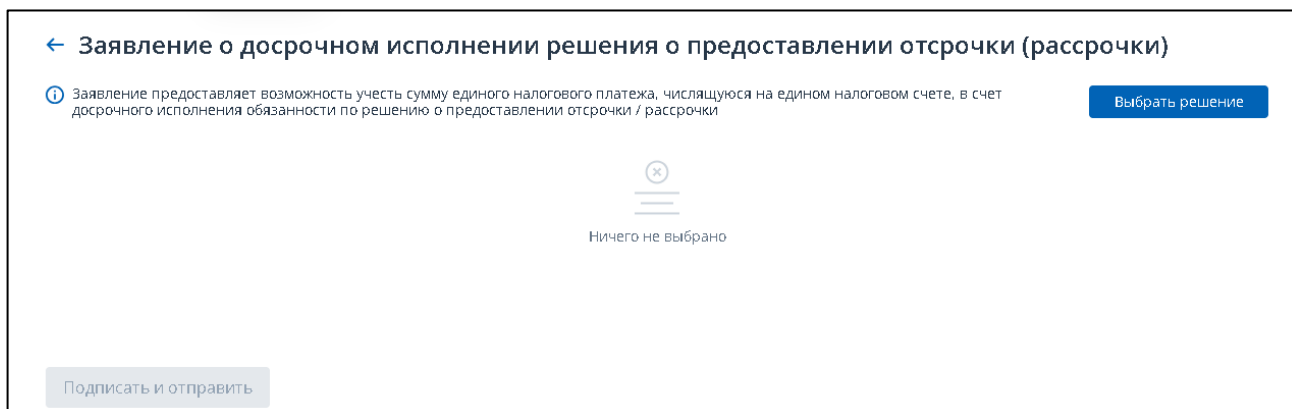 Заявление о досрочном исполнении решения о предоставлении отсрочки (рассрочки)
Заявление предоставляет возможность учесть сумму единого налогового платежа, числящуюся на едином налоговом счете, в счет
досрочного исполнения обязанности по решению о предоставлении отсрочки / рассрочки
Выбрать решение
Ничего не выбрано
Подписать и отправить